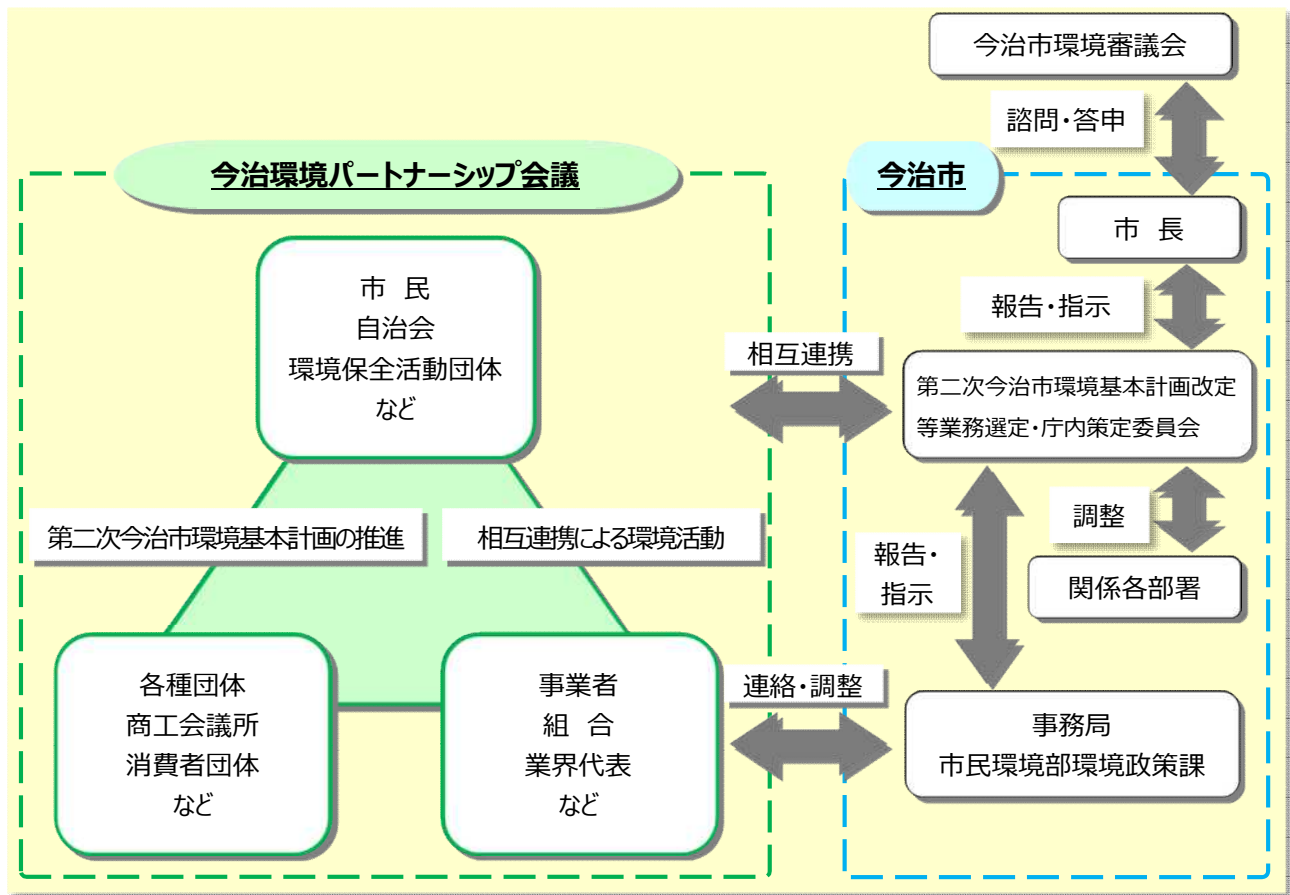 今治市環境審議会
諮問・答申
今治環境パートナーシップ会議
今治市
市 長
報告・指示
市 民
自治会
環境保全活動団体
など
相互連携
第二次今治市環境基本計画改定
等業務選定・庁内策定委員会
第二次今治市環境基本計画の推進
相互連携による環境活動
調整
報告・
指示
関係各部署
各種団体
商工会議所
消費者団体
など
事業者
組 合
業界代表
など
連絡・調整
事務局
市民環境部環境政策課